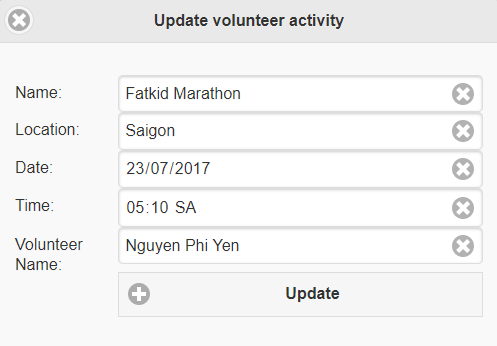 Update volunteer activity
Name: Fatkid Marathon
Location: Saigon
Date: 23/07/2017
Time: 05:10 SA
Volunteer Name: Nguyen Phi Yen
Update